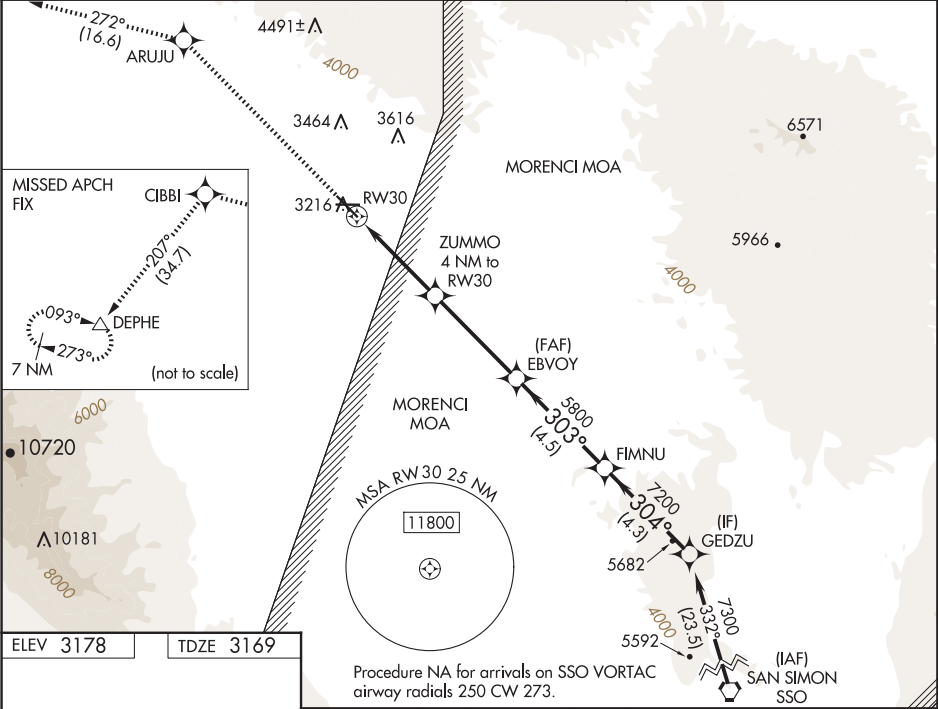 272°
(16.6)
ARUJU
4491±
4000
3464
3616
6571
MORENCI MOA
MISSED APCH
FIX
CIBBI
207°
(34.7)
093°
DEPHE
273°
7 NM
(not to scale)
3216
RW30
ZUMMO
4 NM to
RW30
5966
4000
(FAF)
EBVOY
5800
303°
(4.5)
FIMNU
MORENCI
MOA
7200
304°
(4.3)
(IF)
GEDZU
5682
6000
10720
10181
8000
MSA RW30 25 NM
11800
7300
332°
(23.5)
4000
5592
(IAF)
SAN SIMON
SSO
ELEV 3178
TDZE 3169
Procedure NA for arrivals on SSO VORTAC
airway radials 250 CW 273.